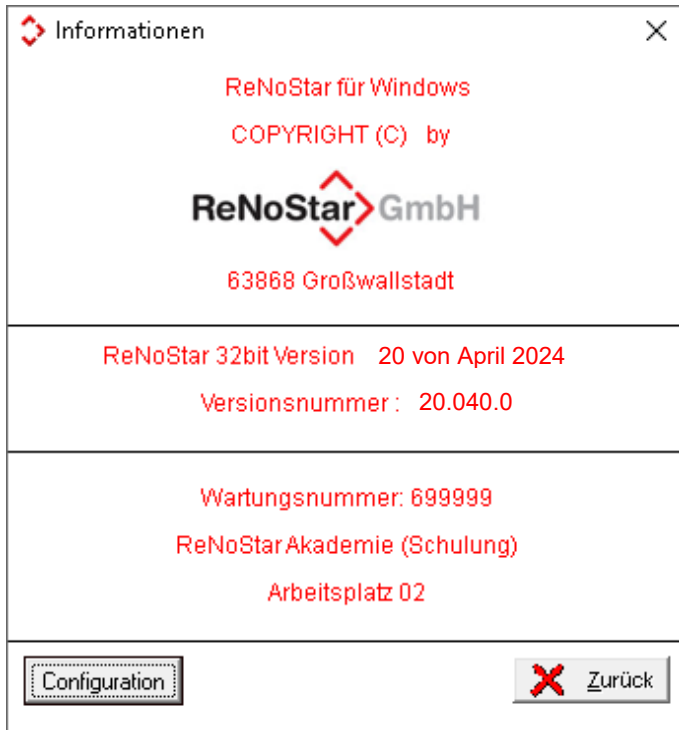 Informationen
ReNoStar für Windows
COPYRIGHT (C) by
ReNoStar GmbH
63868 Großwallstadt
ReNoStar 32bit Version 20 von April 2024
Versionsnummer : 20.040.0
Wartungsnummer: 699999
ReNoStar Akademie (Schulung)
Arbeitsplatz 02
Configuration Zurück